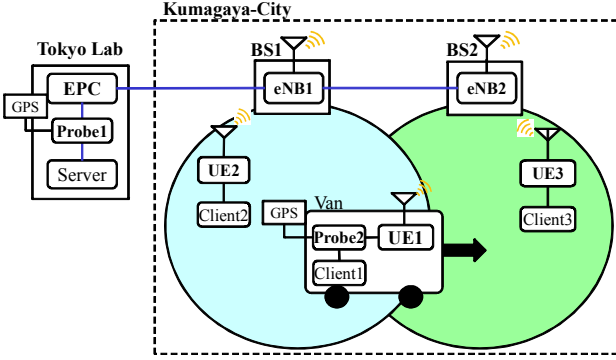 Kumagaya-City
Tokyo Lab
BS1
BS2
EPC
eNB1
eNB2
GPS
Probe1
Server
UE2
UE3
Client2
Client3
Van
GPS
Probe2
UE1
Client1